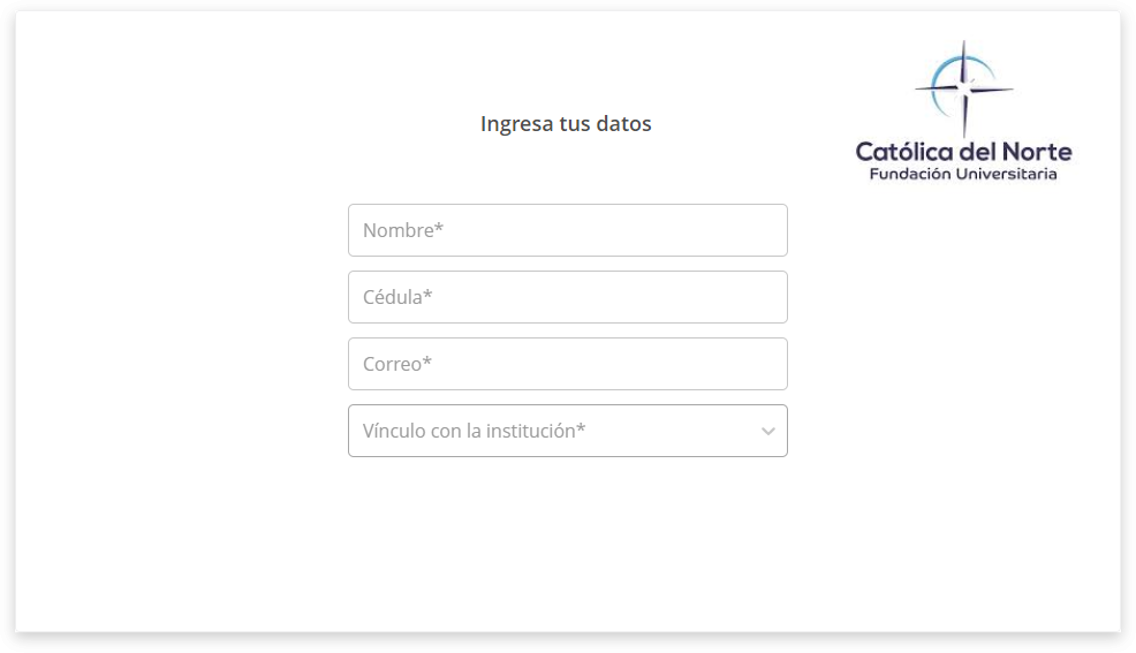 Ingresa tus datos
Católica del Norte
Fundación Universitaria
Nombre*
Cédula*
Correo*
Vínculo con la institución*